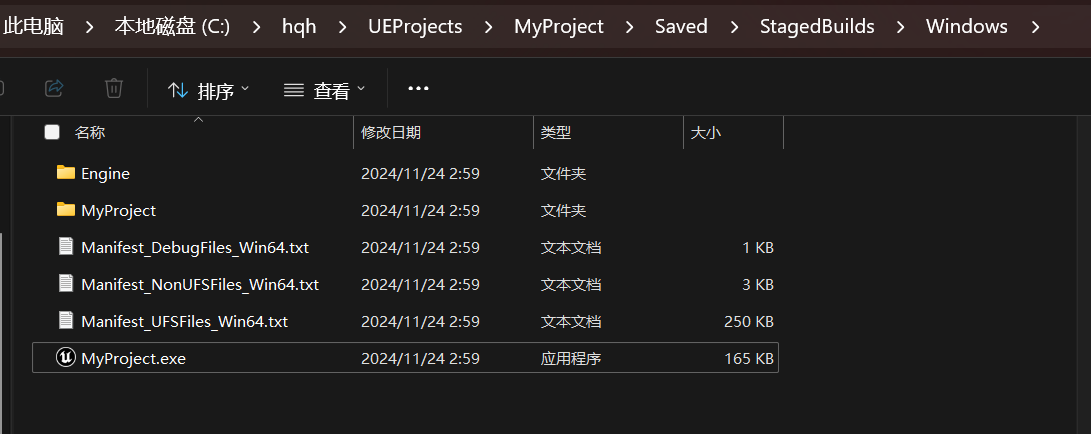 此电脑 > 本地磁盘 (C:) > hqh > UEProjects > MyProject > Saved > StagedBuilds > Windows >
排序 查看 ...
名称 修改日期 类型 大小
Engine 2024/11/24 2:59 文件夹
MyProject 2024/11/24 2:59 文件夹
Manifest_DebugFiles_Win64.txt 2024/11/24 2:59 文本文档 1 KB
Manifest_NonUFSFiles_Win64.txt 2024/11/24 2:59 文本文档 3 KB
Manifest_UFSFiles_Win64.txt 2024/11/24 2:59 文本文档 250 KB
MyProject.exe 2024/11/24 2:59 应用程序 165 KB